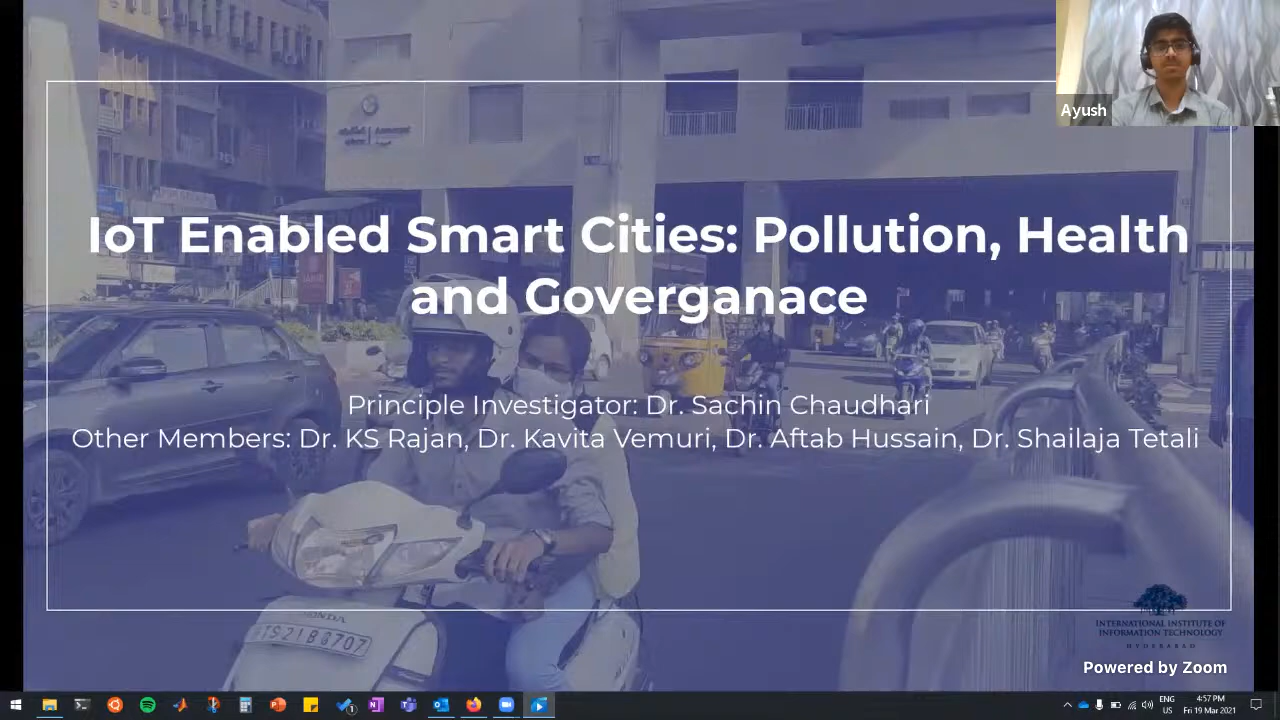 Ayush
IoT Enabled Smart Cities: Pollution, Health
and Goverganace
Principle Investigator: Dr. Sachin Chaudhari
Other Members: Dr. KS Rajan, Dr. Kavita Vemuri, Dr. Aftab Hussain, Dr. Shailaja Tetali
HONDA
TS21B8707
INTERNATIONAL INSTITUTE OF
INFORMATION TECHNOLOGY
HYDERABAD
Powered by Zoom
ENG
US
4:57 PM
Fri 19 Mar 2021